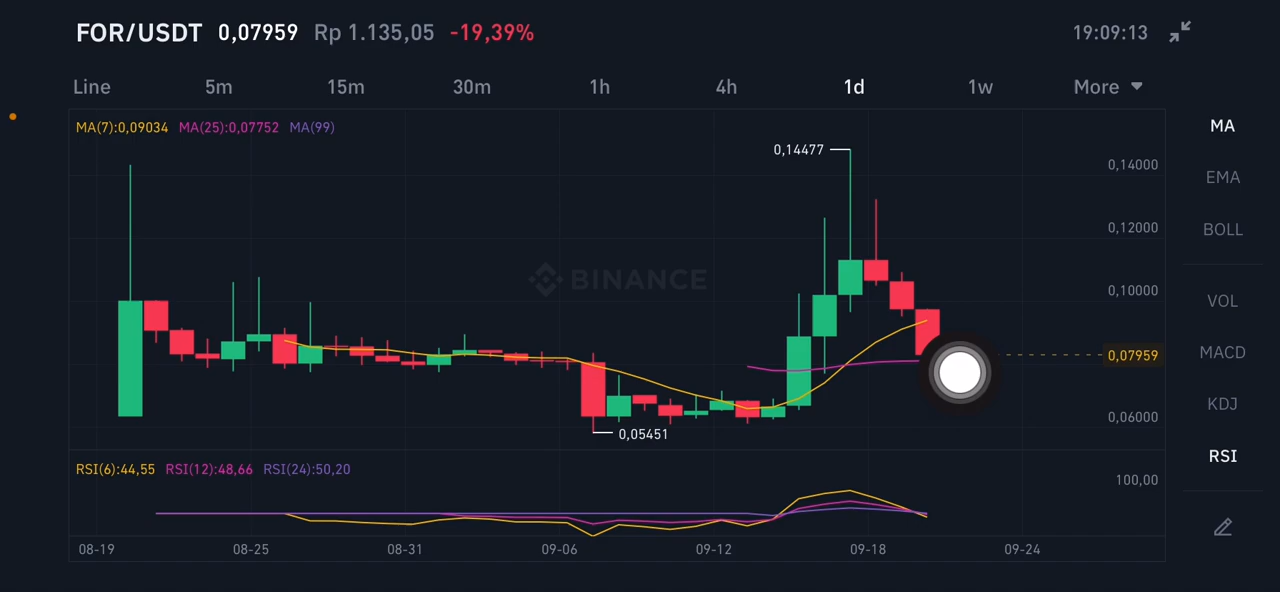 FOR/USDT 0,07959 Rp 1.135,05 -19,39% 19:09:13
Line 5m 15m 30m 1h 4h 1d 1w More
MA(7):0,09034 MA(25):0,07752 MA(99)
MA
0,14477
0,14000
EMA
0,12000
BOLL
BINANCE
0,10000
VOL
MACD
0,07959
KDJ
0,06000
0,05451
RSI
RSI(6):44,55 RSI(12):48,66 RSI(24):50,20
100,00
08-19 08-25 08-31 09-06 09-12 09-18 09-24